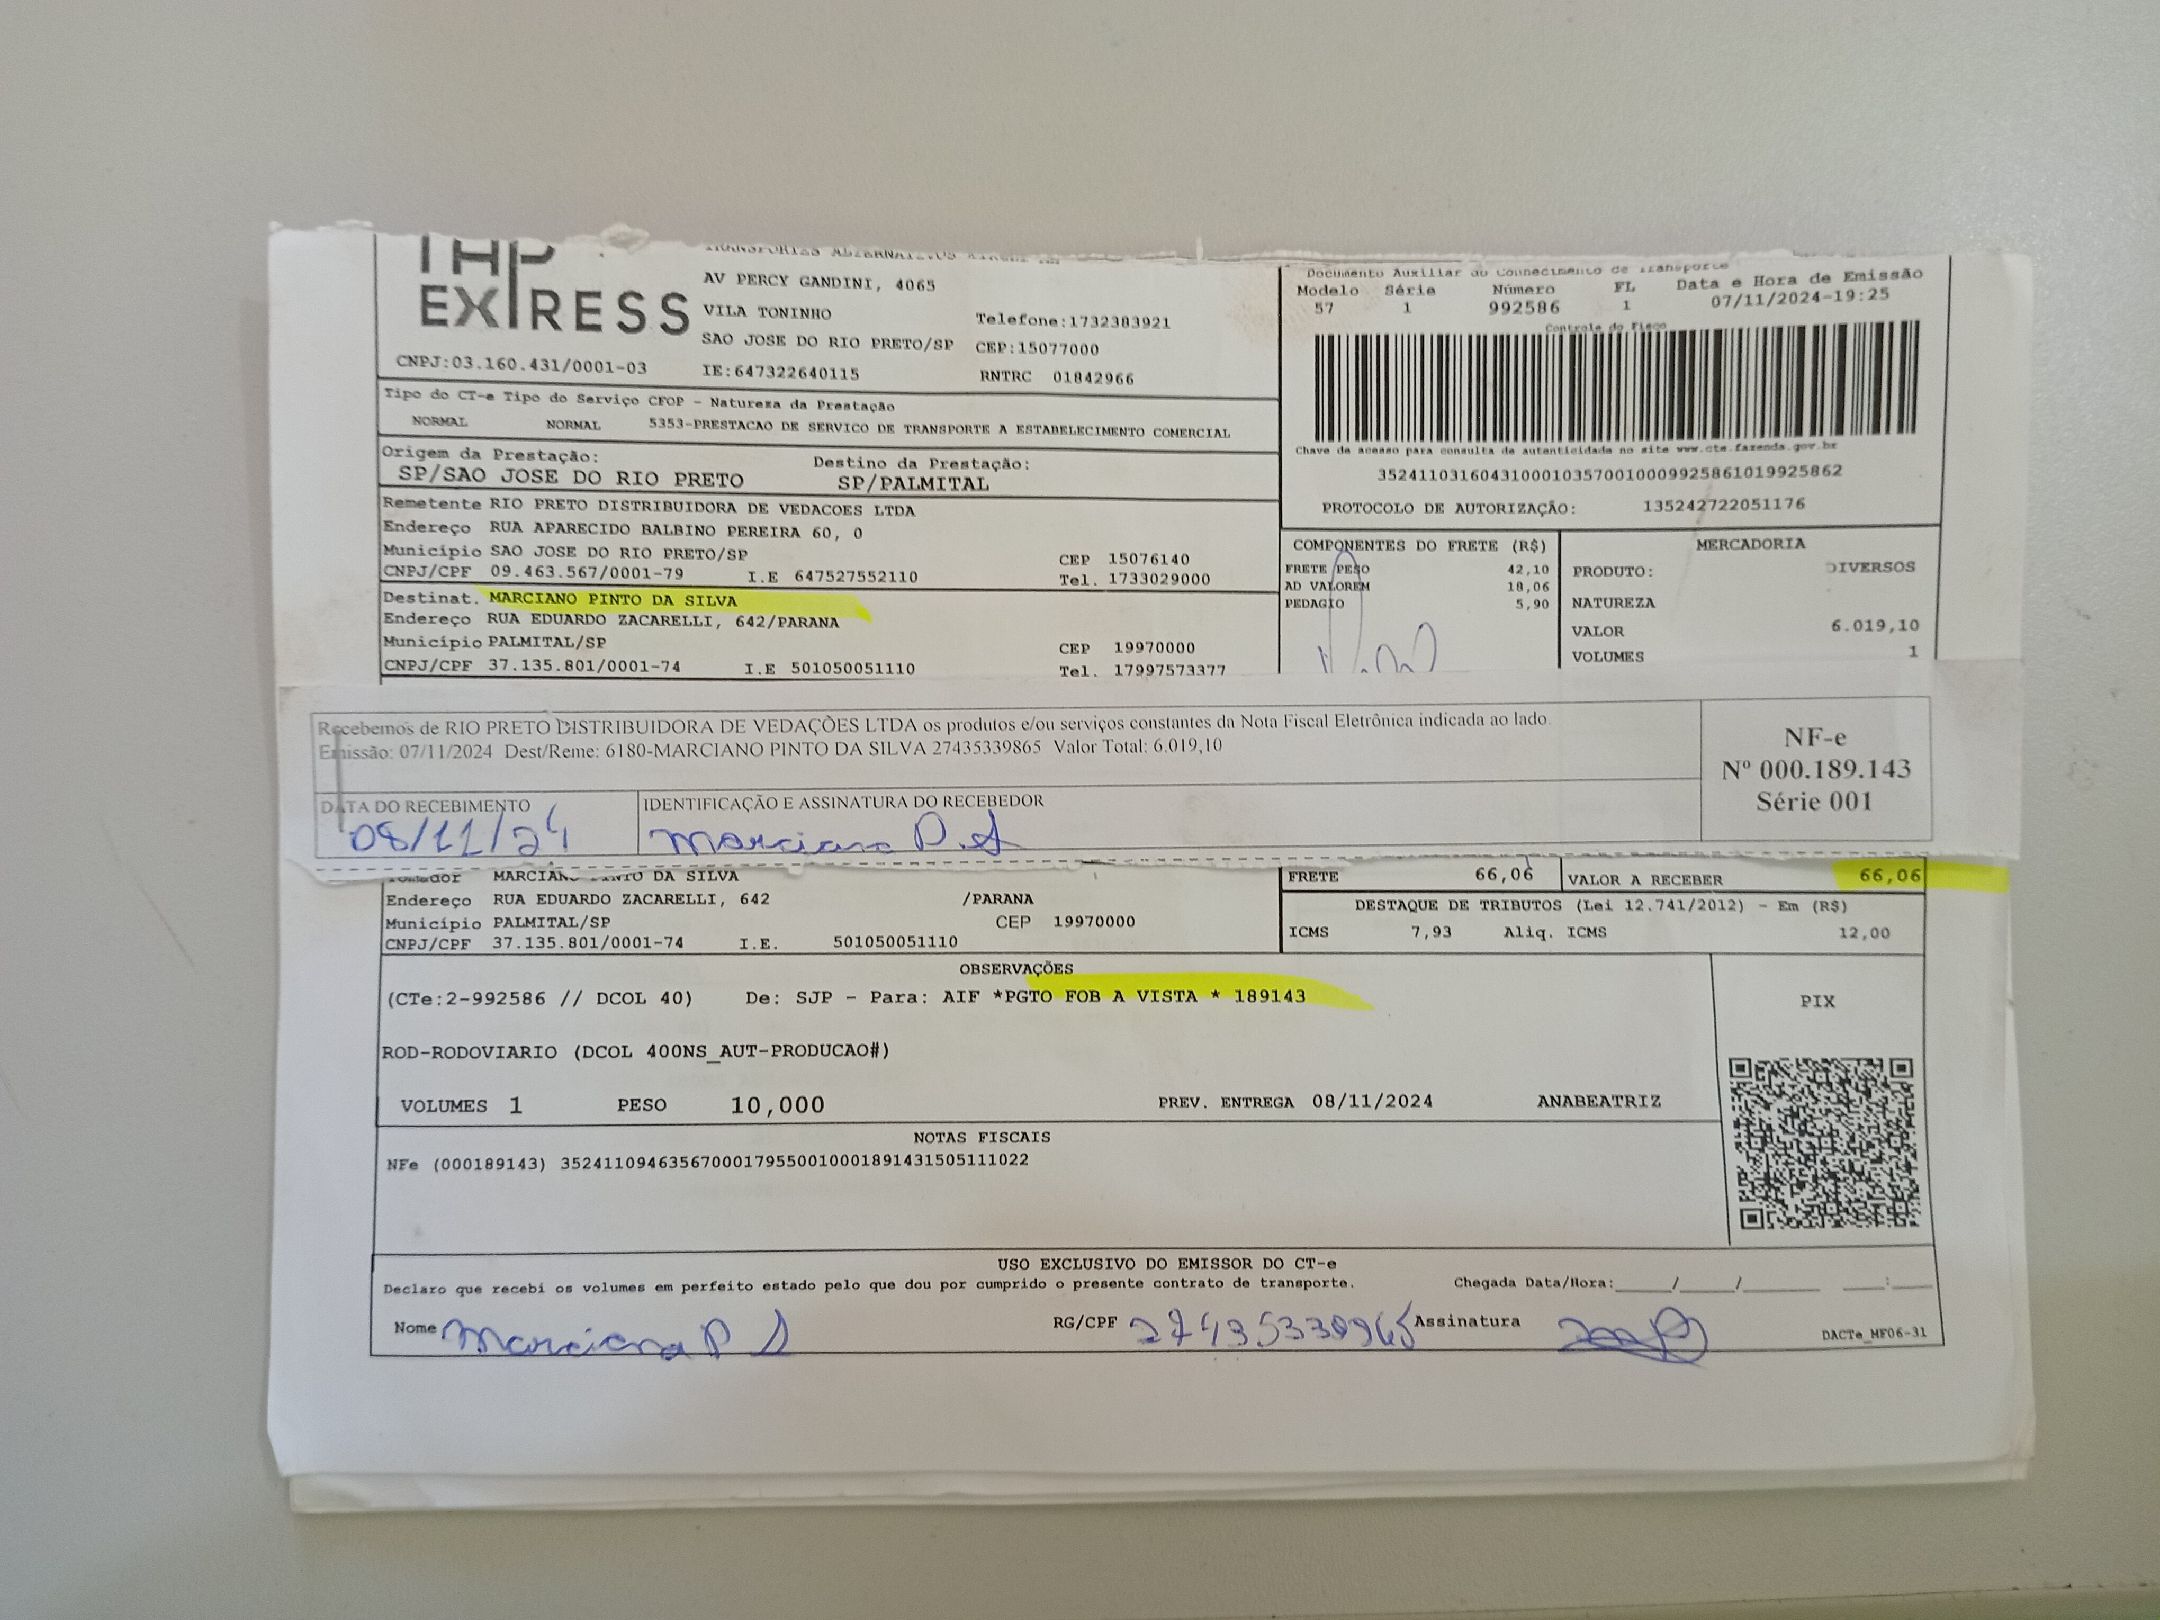 EXPRESS
AV PERCY GANDINI, 4065
VILA TONINHO
Telefone:1732383921
SAO JOSE DO RIO PRETO/SP CEP:15077000
CNPJ:03.160.431/0001-03 IE:647322640115 RNTRC 01842966
Documento Auxiliar do Conhecimento de Transporte
Modelo Série Número FL Data e Hora de Emissão
57 1 992586 1 07/11/2024-19:25
Controle do Fisco
Chave de acesso para consulta de autenticidade no site www.cte.fazenda.gov.br
35241103160431000103570010009925861019925862
PROTOCOLO DE AUTORIZAÇÃO: 135242722051176
Tipo do CT-e Tipo do Serviço CFOP - Natureza da Prestação
NORMAL NORMAL 5353-PRESTACAO DE SERVICO DE TRANSPORTE A ESTABELECIMENTO COMERCIAL
Origem da Prestação: Destino da Prestação:
SP/SAO JOSE DO RIO PRETO SP/PALMITAL
Remetente RIO PRETO DISTRIBUIDORA DE VEDACOES LTDA
Endereço RUA APARECIDO BALBINO PEREIRA 60, 0
Município SAO JOSE DO RIO PRETO/SP CEP 15076140
CNPJ/CPF 09.463.567/0001-79 I.E 647527552110 Tel. 1733029000
Destinat. MARCIANO PINTO DA SILVA
Endereço RUA EDUARDO ZACARELLI, 642/PARANA
Município PALMITAL/SP CEP 19970000
CNPJ/CPF 37.135.801/0001-74 I.E 501050051110 Tel. 17997573377
COMPONENTES DO FRETE (R$)
FRETE PESO 42,10
AD VALOREM 18,06
PEDAGIO 5,90
MERCADORIA
PRODUTO: DIVERSOS
NATUREZA
VALOR 6.019,10
VOLUMES 1
Recebemos de RIO PRETO DISTRIBUIDORA DE VEDAÇÕES LTDA os produtos e/ou serviços constantes da Nota Fiscal Eletrônica indicada ao lado.
Emissão: 07/11/2024 Dest/Reme: 6180-MARCIANO PINTO DA SILVA 27435339865 Valor Total: 6.019,10
NF-e
Nº 000.189.143
Série 001
DATA DO RECEBIMENTO IDENTIFICAÇÃO E ASSINATURA DO RECEBEDOR
08/11/24 Marciano P. S
Tomador MARCIANO PINTO DA SILVA
Endereço RUA EDUARDO ZACARELLI, 642 /PARANA
Município PALMITAL/SP CEP 19970000
CNPJ/CPF 37.135.801/0001-74 I.E. 501050051110
FRETE 66,06 VALOR A RECEBER 66,06
DESTAQUE DE TRIBUTOS (Lei 12.741/2012) - Em (R$)
ICMS 7,93 Aliq. ICMS 12,00
OBSERVAÇÕES
(CTe:2-992586 // DCOL 40) De: SJP - Para: AIF *PGTO FOB A VISTA * 189143
ROD-RODOVIARIO (DCOL 400NS_AUT-PRODUCAO#)
VOLUMES 1 PESO 10,000 PREV. ENTREGA 08/11/2024 ANABEATRIZ
PIX
NOTAS FISCAIS
NFe (000189143) 35241109463567000179550010001891431505111022
USO EXCLUSIVO DO EMISSOR DO CT-e
Declaro que recebi os volumes em perfeito estado pelo que dou por cumprido o presente contrato de transporte. Chegada Data/Hora:____/____/______ ___:___
Nome Marciano P S RG/CPF 27435339865 Assinatura
DACTe_MF06-31